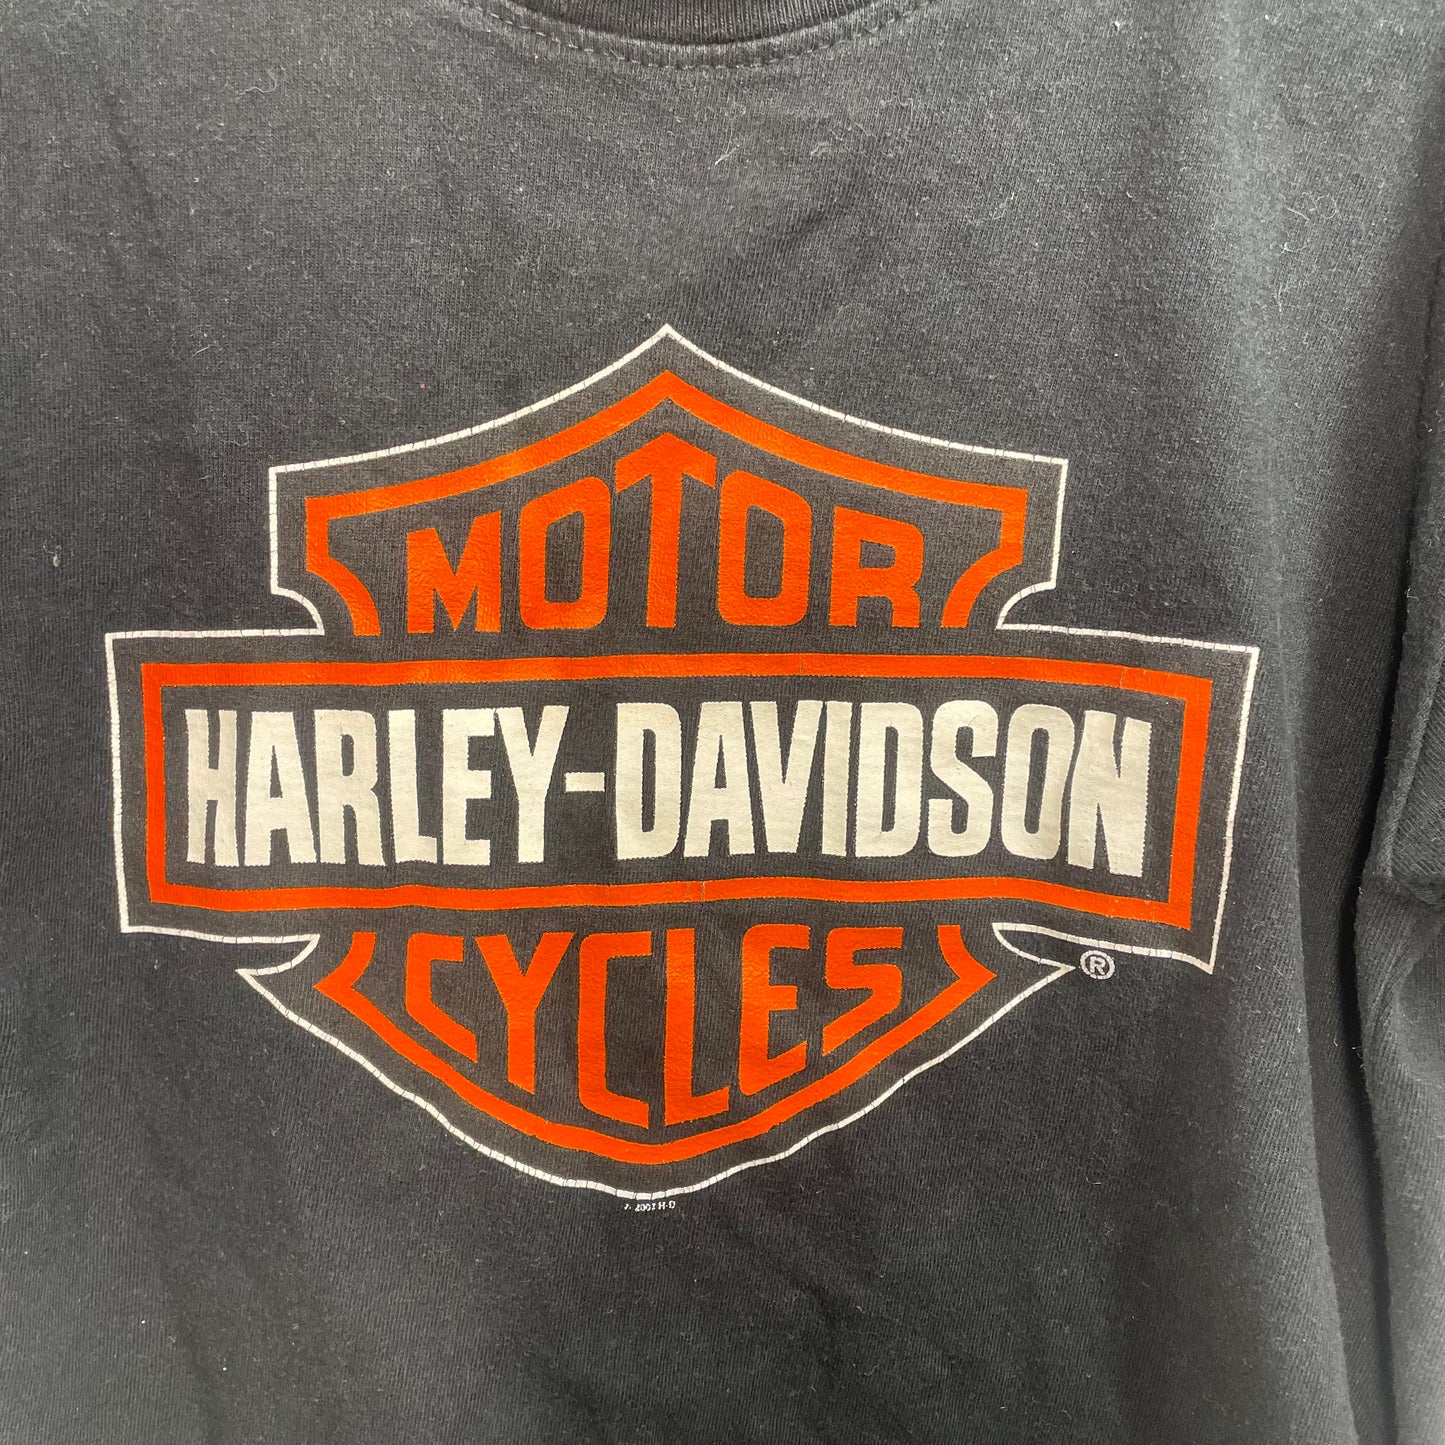 MOTOR
HARLEY-DAVIDSON
®
CYCLES
H-D